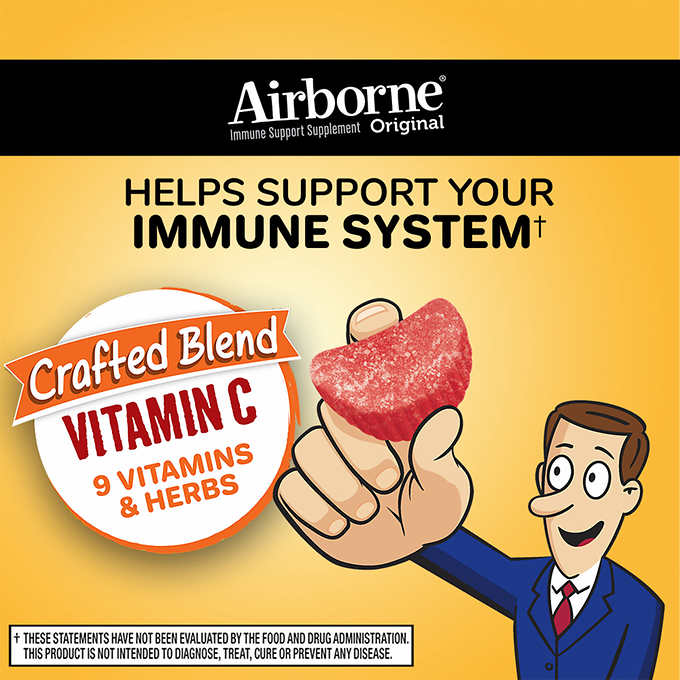 Airborne®
Immune Support Supplement Original
HELPS SUPPORT YOUR
IMMUNE SYSTEM†
Crafted Blend
VITAMIN C
9 VITAMINS
& HERBS
† THESE STATEMENTS HAVE NOT BEEN EVALUATED BY THE FOOD AND DRUG ADMINISTRATION.
THIS PRODUCT IS NOT INTENDED TO DIAGNOSE, TREAT, CURE OR PREVENT ANY DISEASE.